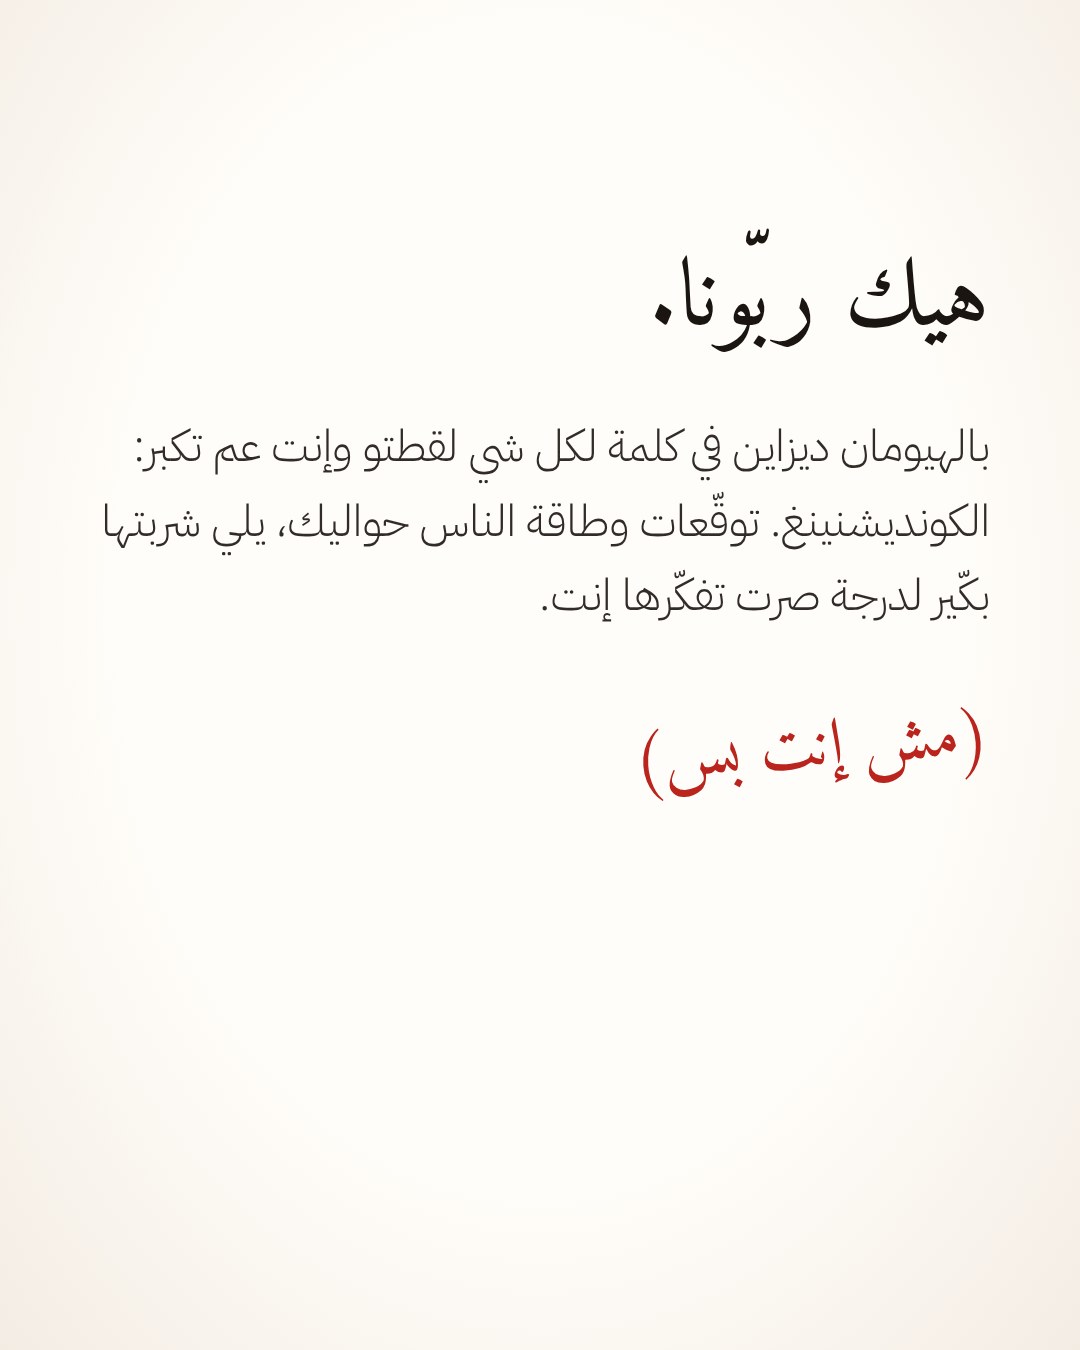 هيك ربّونا.
بالهيومان ديزاين في كلمة لكل شي لقطتو وإنت عم تكبر:
الكونديشنينغ. توقّعات وطاقة الناس حواليك، يلي شربتها
بكّير لدرجة صرت تفكّرها إنت.
(مش إنت بس)